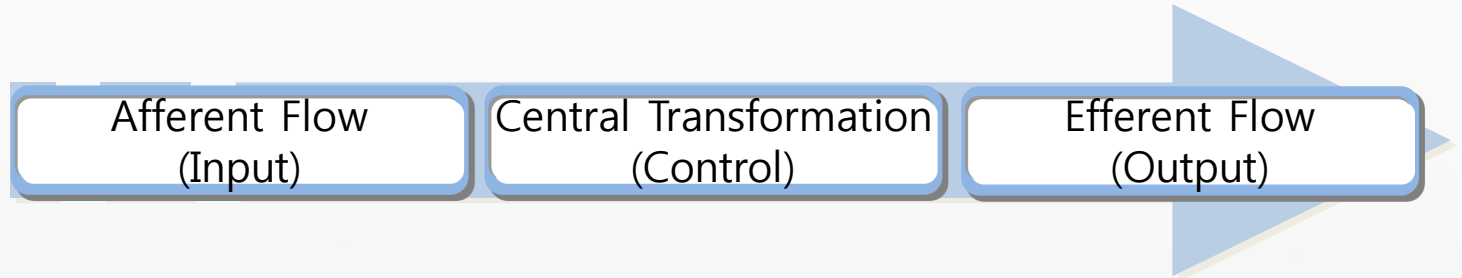 Afferent Flow
(Input)
Central Transformation
(Control)
Efferent Flow
(Output)